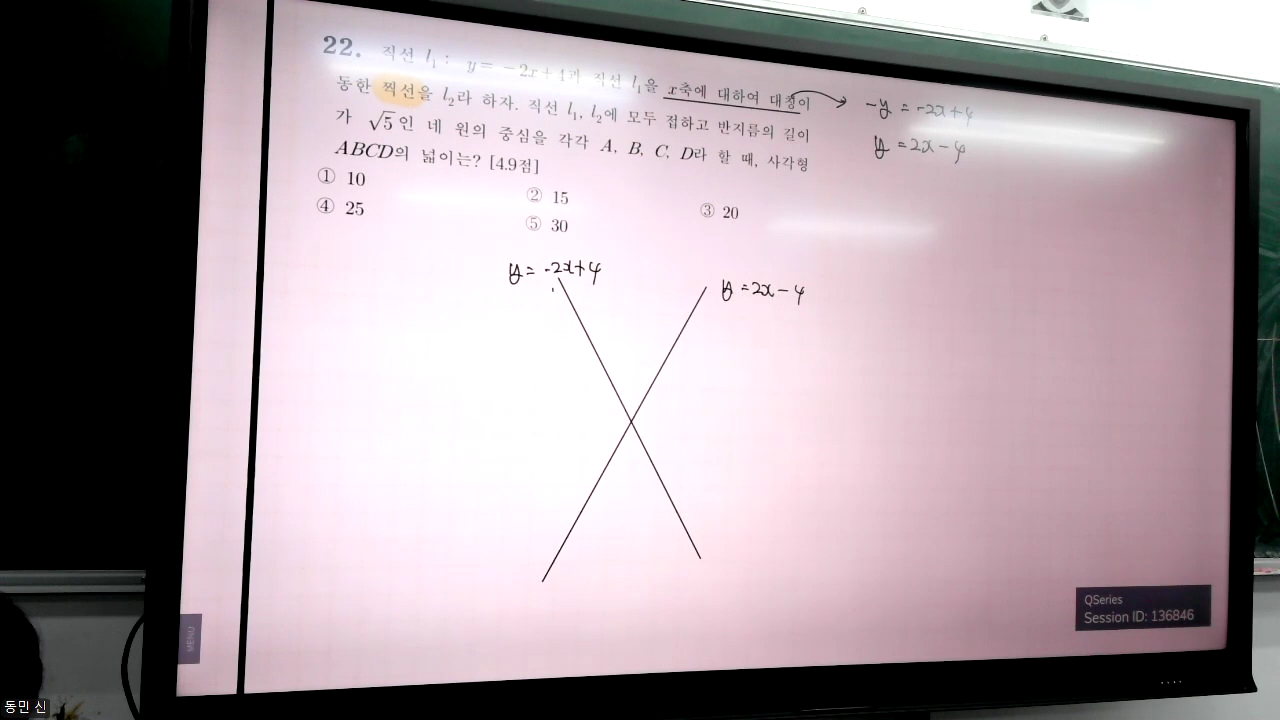 22. 직선 l₁: y=-2x+4과 직선 l₁을 x축에 대하여 대칭이
동한 직선을 l₂라 하자. 직선 l₁, l₂에 모두 접하고 반지름의 길이
가 √5인 네 원의 중심을 각각 A, B, C, D라 할 때, 사각형
ABCD의 넓이는? [4.9점]
① 10 ② 15 ③ 20
④ 25 ⑤ 30
-y = -2x+4
y = 2x-4
y = -2x+4
y = 2x-4
QSeries
Session ID: 136846
MENU
동민 신